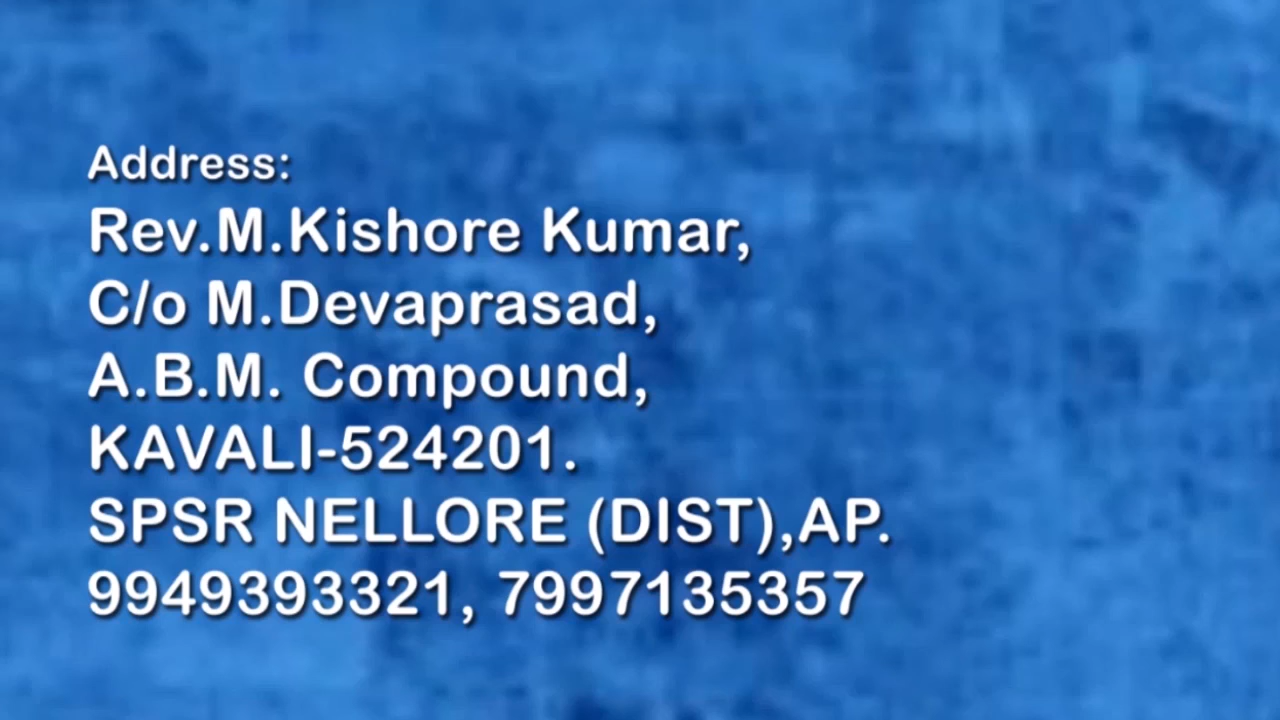 Address:
Rev.M.Kishore Kumar,
C/o M.Devaprasad,
A.B.M. Compound,
KAVALI-524201.
SPSR NELLORE (DIST),AP.
9949393321, 7997135357